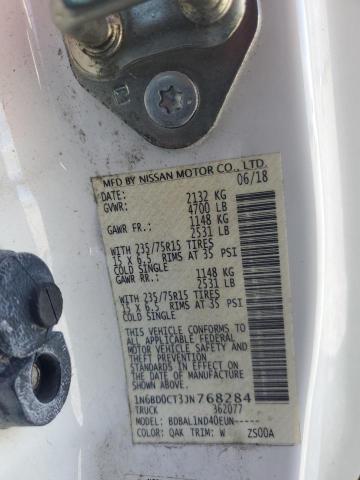 MFD BY NISSAN MOTOR CO., LTD.
DATE: 06/18
GVWR: 2132 KG
4700 LB
GAWR FR.: 1148 KG
2531 LB
WITH 235/75R15 TIRES
15 X 6.5 RIMS AT 35 PSI
COLD SINGLE
GAWR RR.: 1148 KG
2531 LB
WITH 235/75R15 TIRES
15 X 6.5 RIMS AT 35 PSI
COLD SINGLE
THIS VEHICLE CONFORMS TO
ALL APPLICABLE FEDERAL
MOTOR VEHICLE SAFETY AND
THEFT PREVENTION
STANDARDS IN EFFECT ON
THE DATE OF MANUFACTURE
SHOWN ABOVE.
1N6BD0CT3JN768284
TRUCK 362077
MODEL: BDBALIND40EUN-----
COLOR: QAK TRIM: W ZS00A